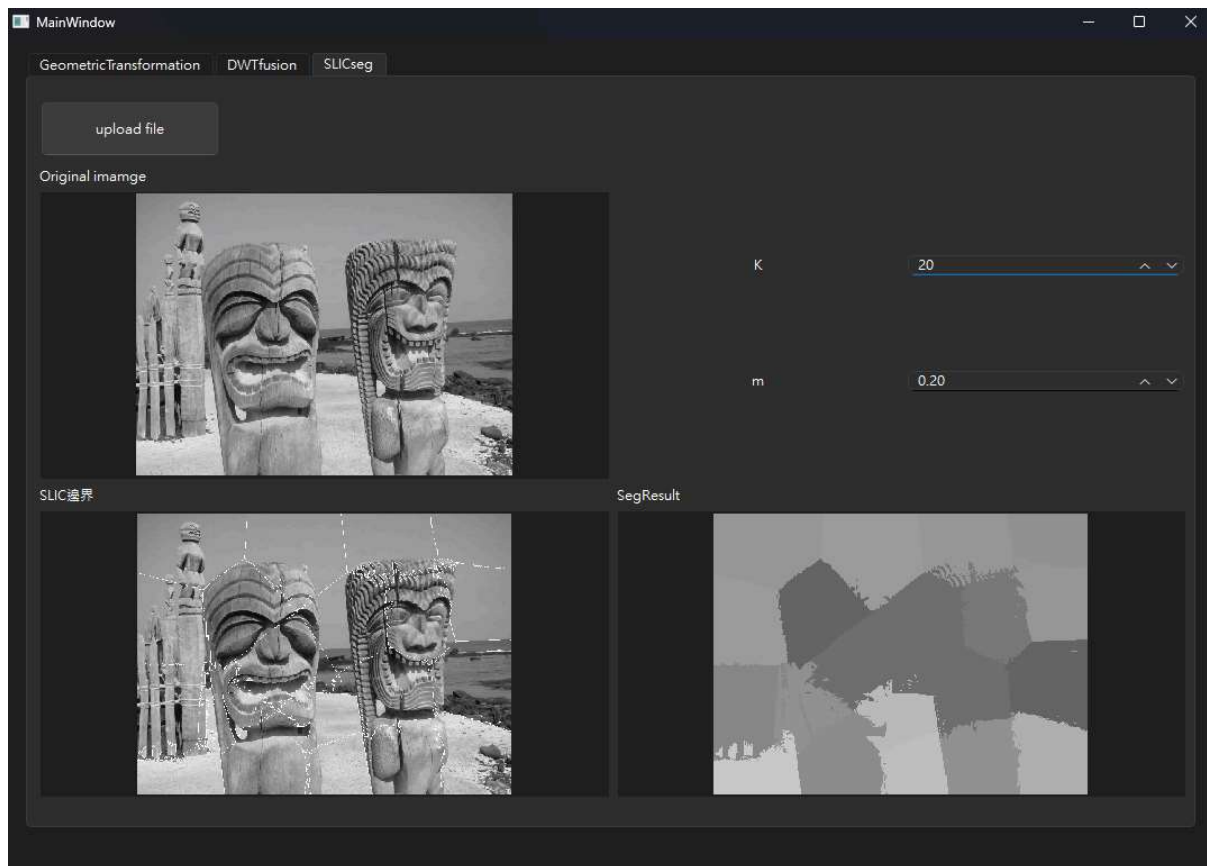 MainWindow
GeometricTransformation DWTfusion SLICseg
upload file
Original imamge
K 20
m 0.20
SLIC邊界 SegResult